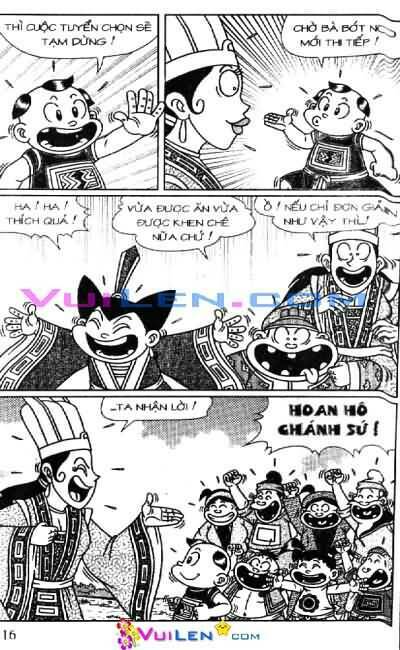 THÌ CUỘC TUYỂN CHỌN SẼ
TẠM DỪNG!
CHỜ BÀ BỚT NO
MỚI THI TIẾP!
HA! HA!
THÍCH QUÁ!
VỪA ĐƯỢC ĂN VỪA
ĐƯỢC KHEN CHÊ
NỮA CHỨ!
Ồ! NẾU CHỈ ĐƠN GIẢN
NHƯ VẬY THÌ...
VuiLen.com
...TA NHẬN LỜI!
HOAN HÔ
CHÁNH SỨ!
16
VuiLen.com